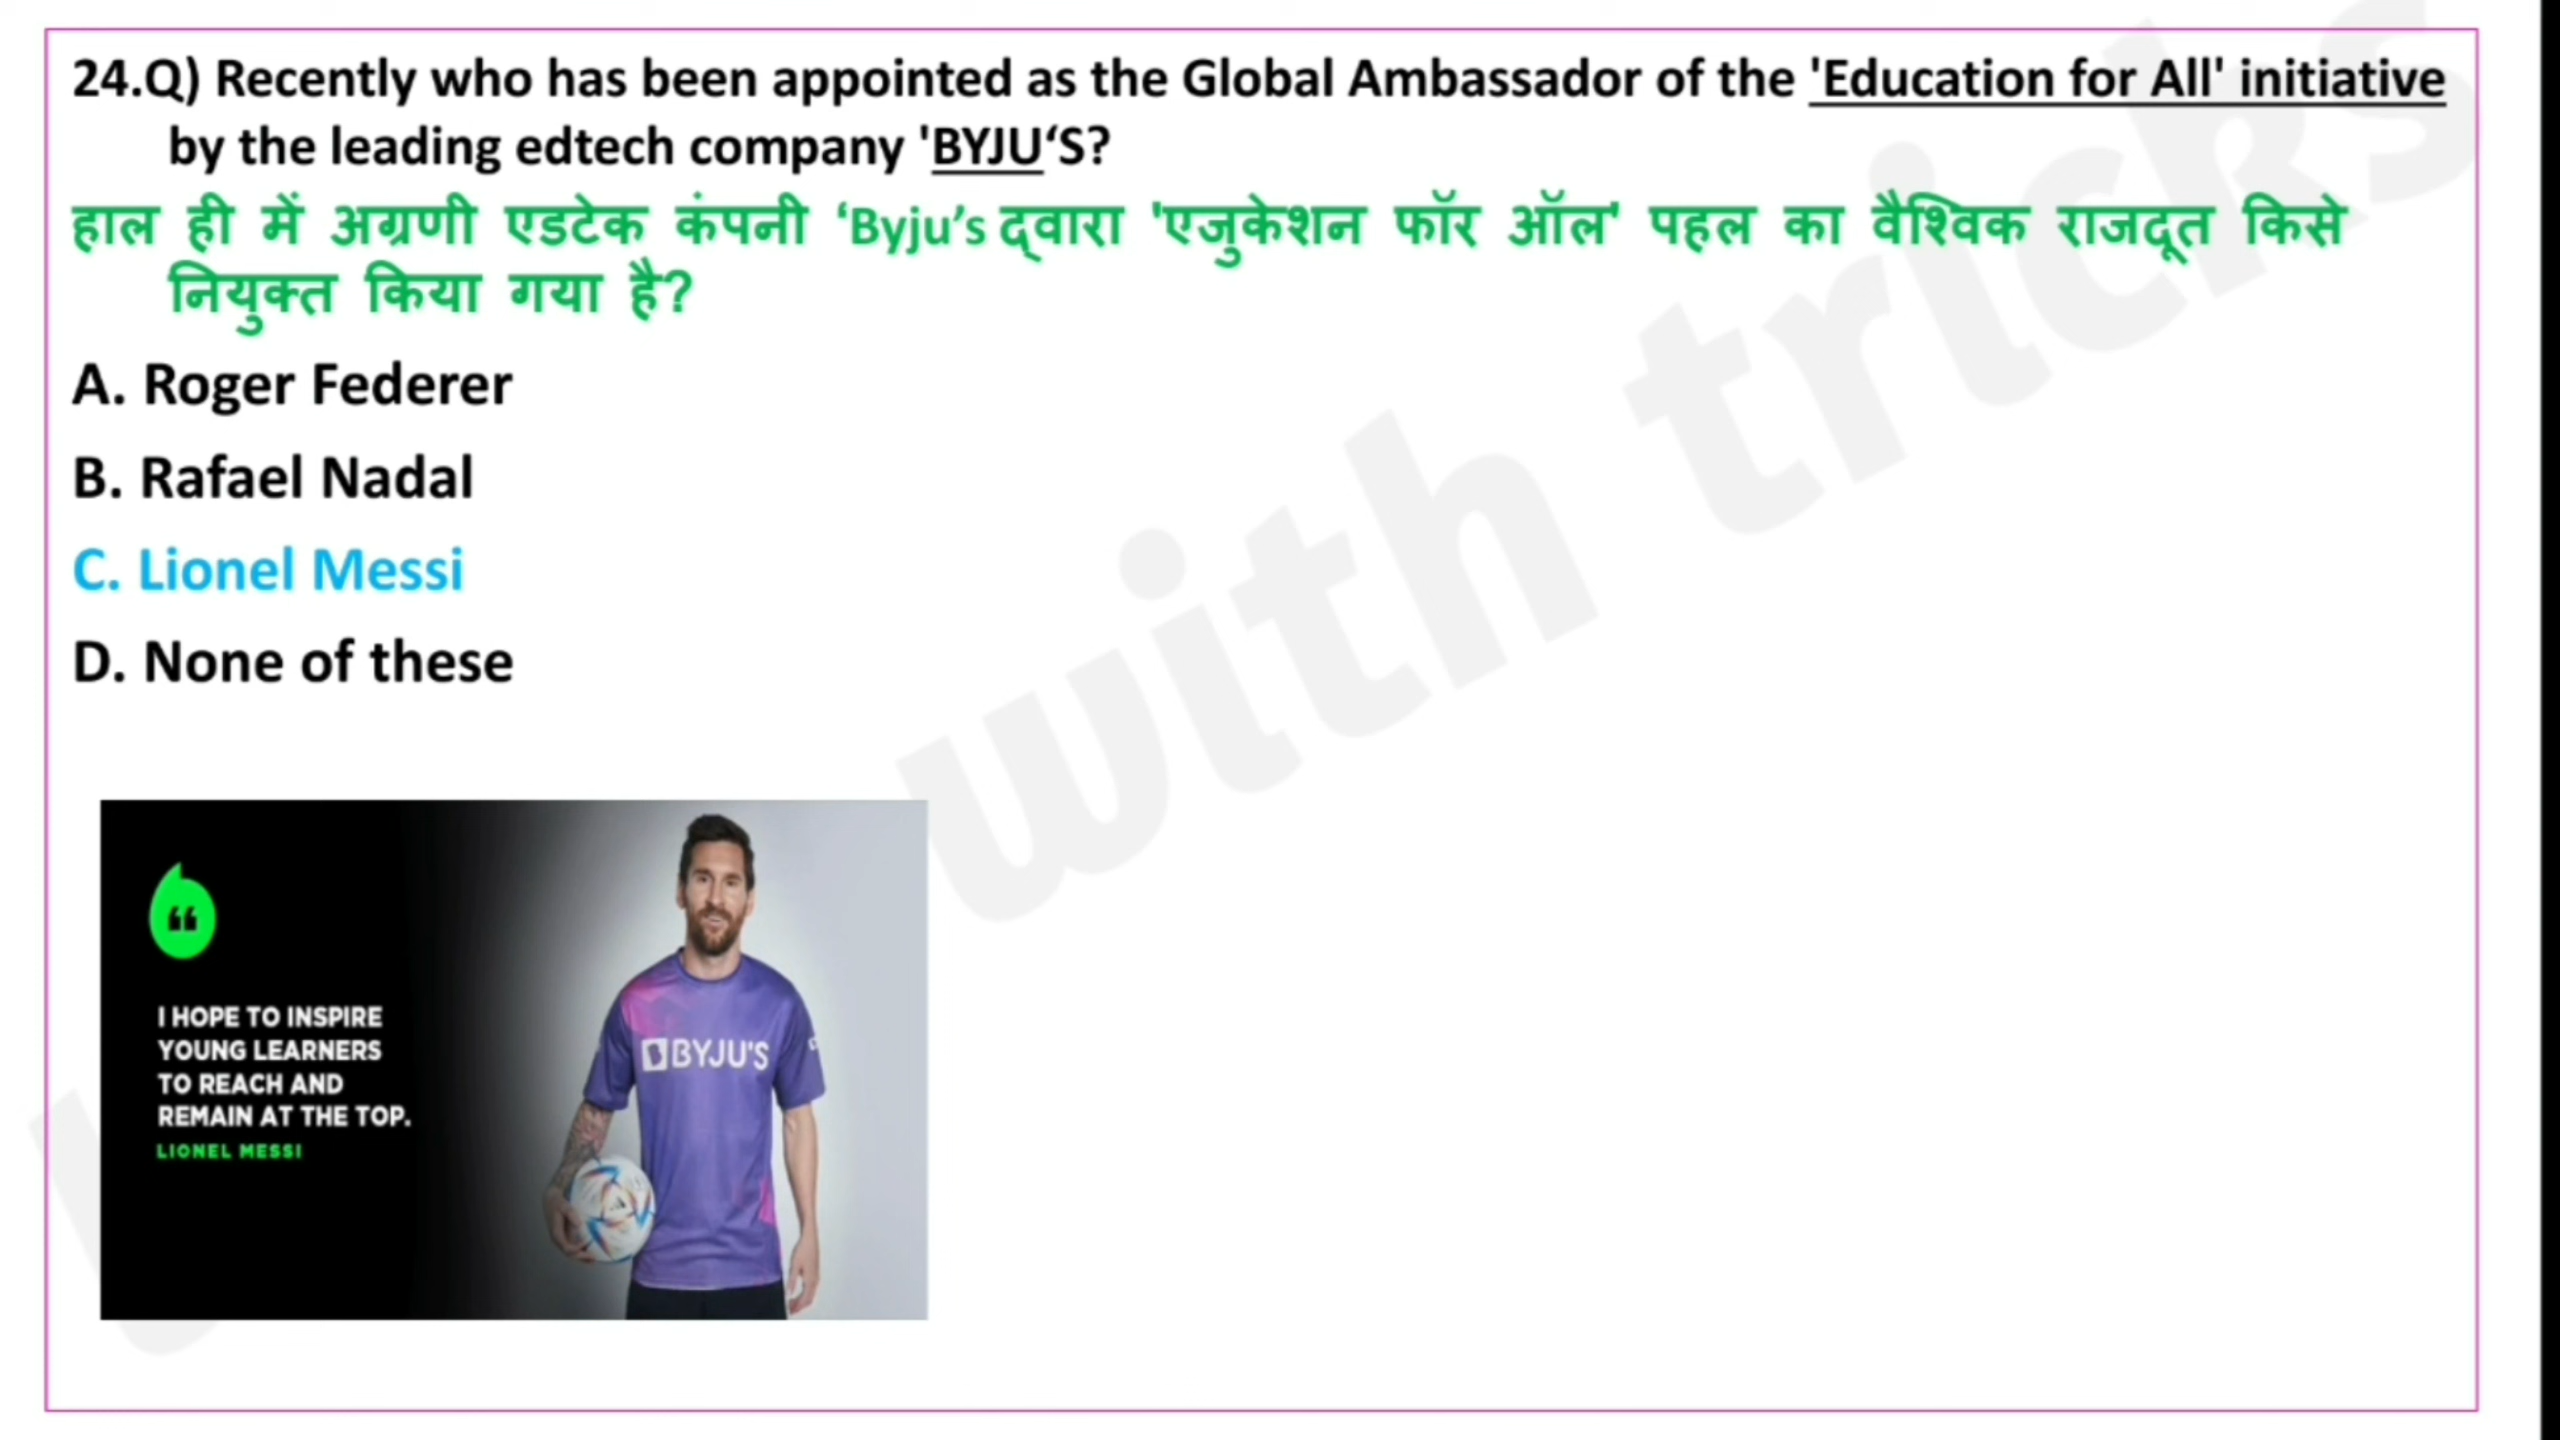 24.Q) Recently who has been appointed as the Global Ambassador of the 'Education for All' initiative
by the leading edtech company 'BYJU‘S?
हाल ही में अग्रणी एडटेक कंपनी ‘Byju’s द्वारा 'एजुकेशन फॉर ऑल' पहल का वैश्विक राजदूत किसे
नियुक्त किया गया है?
A. Roger Federer
B. Rafael Nadal
C. Lionel Messi
D. None of these
with tricks
“
I HOPE TO INSPIRE
YOUNG LEARNERS
TO REACH AND
REMAIN AT THE TOP.
LIONEL MESSI
BYJU'S